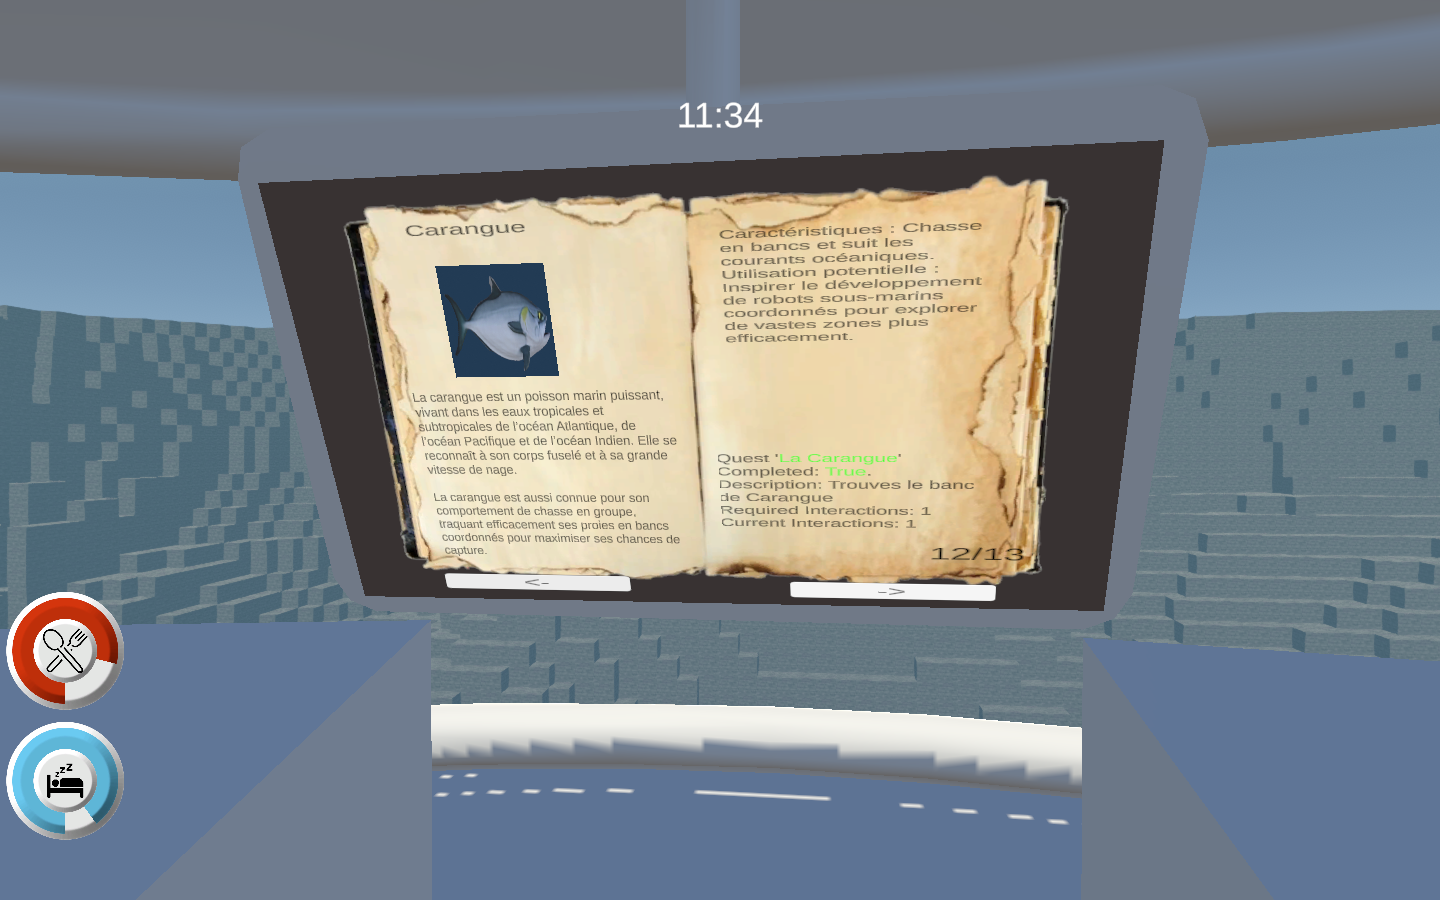 11:34
Carangue
La carangue est un poisson marin puissant,
vivant dans les eaux tropicales et
subtropicales de l'océan Atlantique, de
l'océan Pacifique et de l'océan Indien. Elle se
reconnaît à son corps fuselé et à sa grande
vitesse de nage.
La carangue est aussi connue pour son
comportement de chasse en groupe,
traquant efficacement ses proies en bancs
coordonnés pour maximiser ses chances de
capture.
<-
Caractéristiques : Chasse
en bancs et suit les
courants océaniques.
Utilisation potentielle :
Inspirer le développement
de robots sous-marins
coordonnés pour explorer
de vastes zones plus
efficacement.
Quest 'La Carangue'
Completed: True.
Description: Trouves le banc
de Carangue
Required Interactions: 1
Current Interactions: 1
12/13
->
zzz